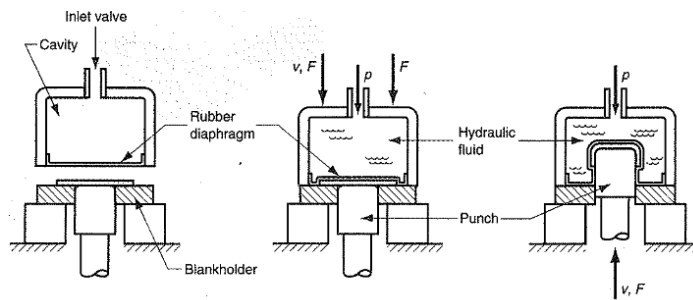 Inlet valve
Cavity
Rubber
diaphragm
Blankholder
v, F
F
p
Hydraulic
fluid
Punch
p
v, F